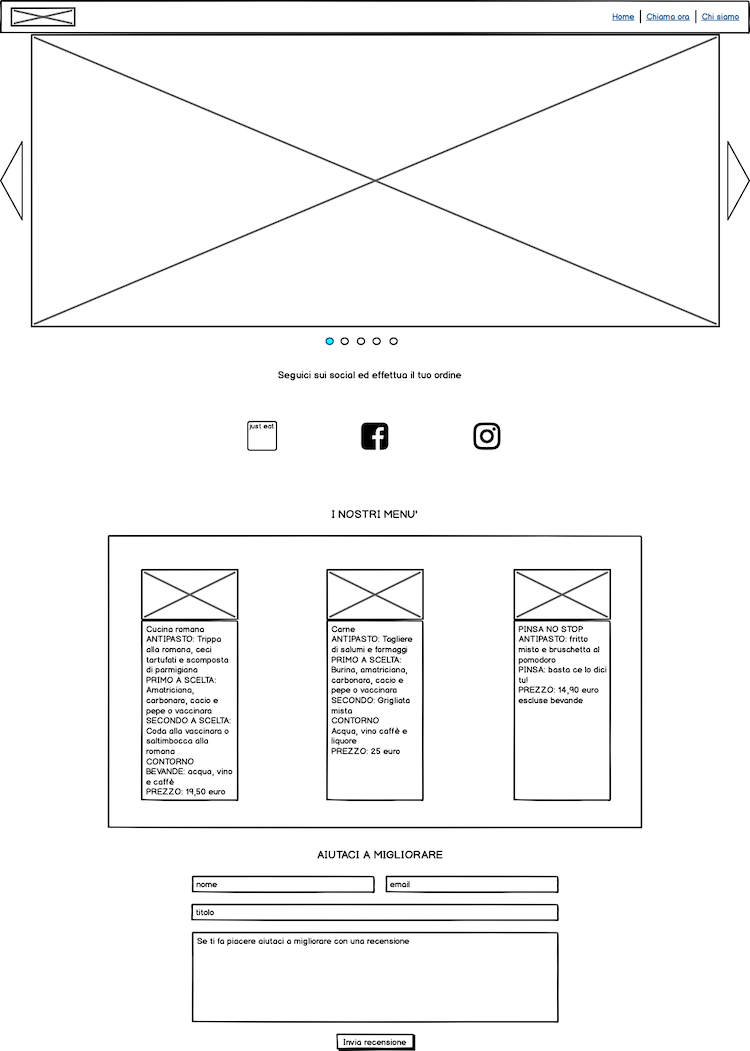 Home | Chiama ora | Chi siamo
Seguici sui social ed effettua il tuo ordine
just eat
I NOSTRI MENU'
Cucina romana
ANTIPASTO: Trippa
alla romana, ceci
tartufati e scomposta
di parmigiana
PRIMO A SCELTA:
Amatriciana,
carbonara, cacio e
pepe o vaccinara
SECONDO A SCELTA:
Coda alla vaccinara o
saltimbocca alla
romana
CONTORNO
BEVANDE: acqua, vino
e caffè
PREZZO: 19,50 euro
Carne
ANTIPASTO: Tagliere
di salumi e formaggi
PRIMO A SCELTA:
Burina, amatriciana,
carbonara, cacio e
pepe o vaccinara
SECONDO: Grigliata
mista
CONTORNO
Acqua, vino caffè e
liquore
PREZZO: 25 euro
PINSA NO STOP
ANTIPASTO: fritto
misto e bruschetta al
pomodoro
PINSA: basta ce lo dici
tu!
PREZZO: 14,90 euro
escluse bevande
AIUTACI A MIGLIORARE
nome
email
titolo
Se ti fa piacere aiutaci a migliorare con una recensione
Invia recensione